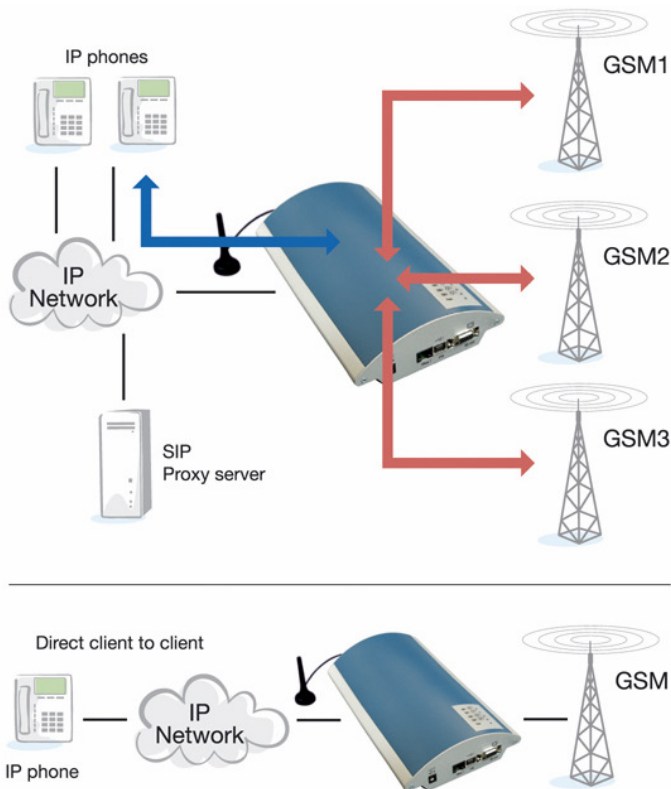 IP phones
GSM1
GSM2
IP
Network
GSM3
SIP
Proxy server
Direct client to client
GSM
IP
Network
IP phone